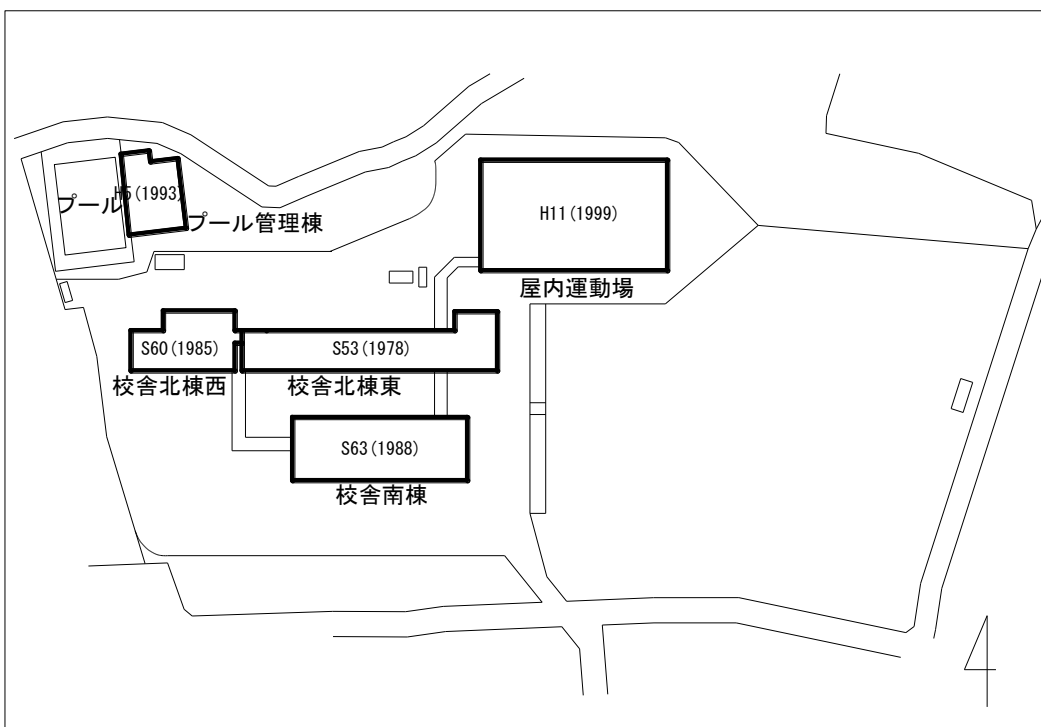 プール
H5(1993)
プール管理棟
H11(1999)
屋内運動場
S60(1985)
校舎北棟西
S53(1978)
校舎北棟東
S63(1988)
校舎南棟